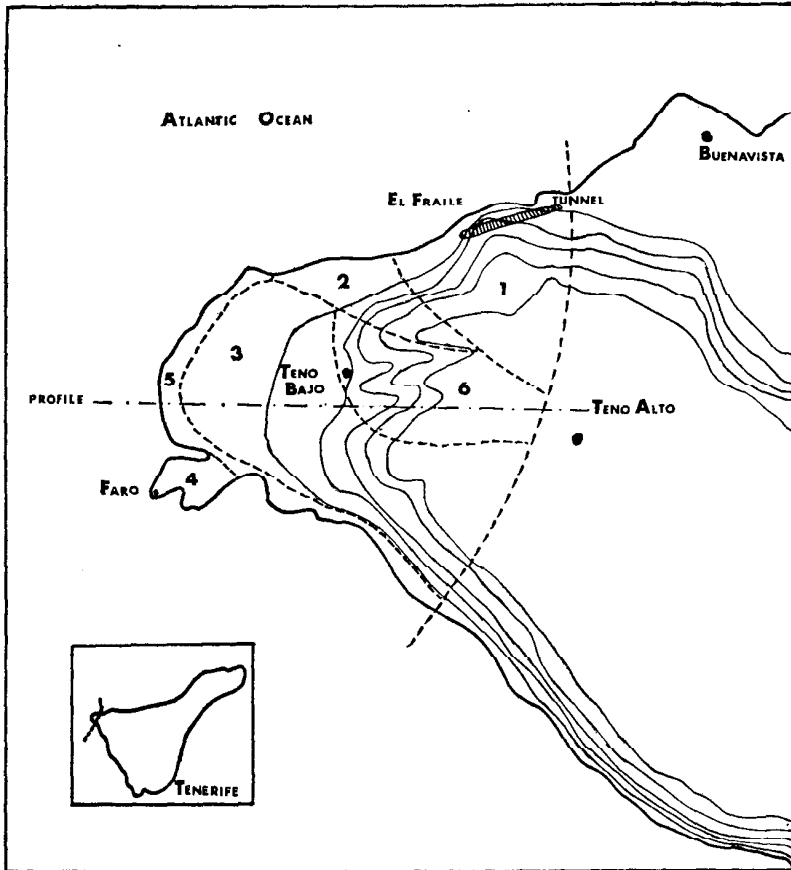 ATLANTIC OCEAN
BUENAVISTA
EL FRAILE
TUNNEL
2
1
3
5
TENO
BAJO
6
PROFILE
TENO ALTO
4
FARO
TENERIFE